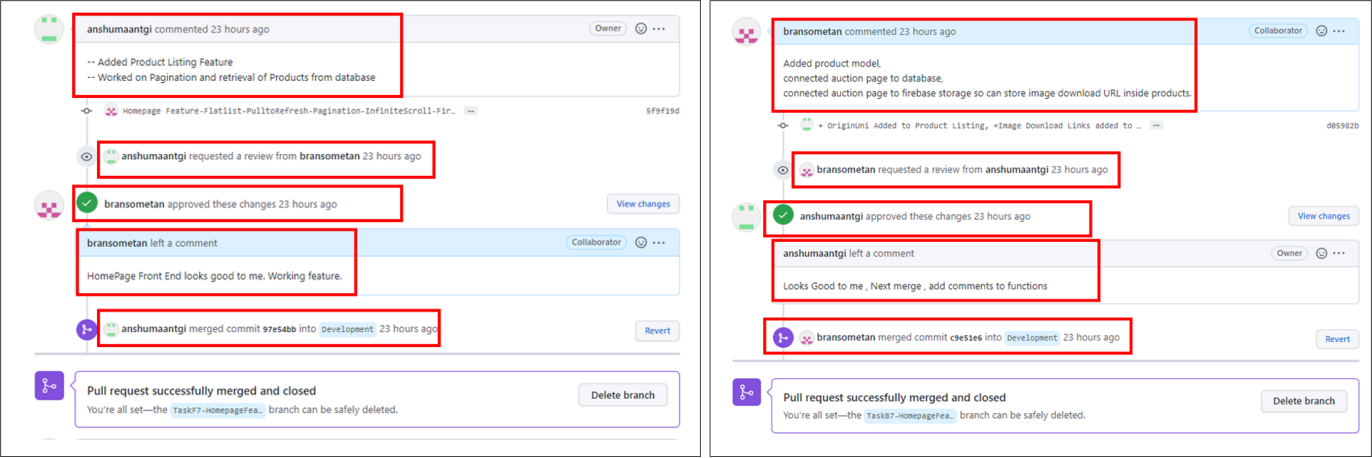 anshumaantgi commented 23 hours ago
Owner
-- Added Product Listing Feature
-- Worked on Pagination and retrieval of Products from database
Homepage Feature-Flatlist-PulltoRefresh-Pagination-InfiniteScroll-Fir…
5f9f19d
anshumaantgi requested a review from bransometan 23 hours ago
bransometan approved these changes 23 hours ago
View changes
bransometan left a comment
Collaborator
HomePage Front End looks good to me. Working feature.
anshumaantgi merged commit 97e54bb into Development 23 hours ago
Revert
Pull request successfully merged and closed
You're all set—the TaskF7-HomepageFea… branch can be safely deleted.
Delete branch
bransometan commented 23 hours ago
Collaborator
Added product model,
connected auction page to database,
connected auction page to firebase storage so can store image download URL inside products.
+ OriginUni Added to Product Listing, +Image Download Links added to …
d05982b
bransometan requested a review from anshumaantgi 23 hours ago
anshumaantgi approved these changes 23 hours ago
View changes
anshumaantgi left a comment
Owner
Looks Good to me , Next merge , add comments to functions
bransometan merged commit c9e51e6 into Development 23 hours ago
Revert
Pull request successfully merged and closed
You're all set—the TaskB7-HomepageFea… branch can be safely deleted.
Delete branch